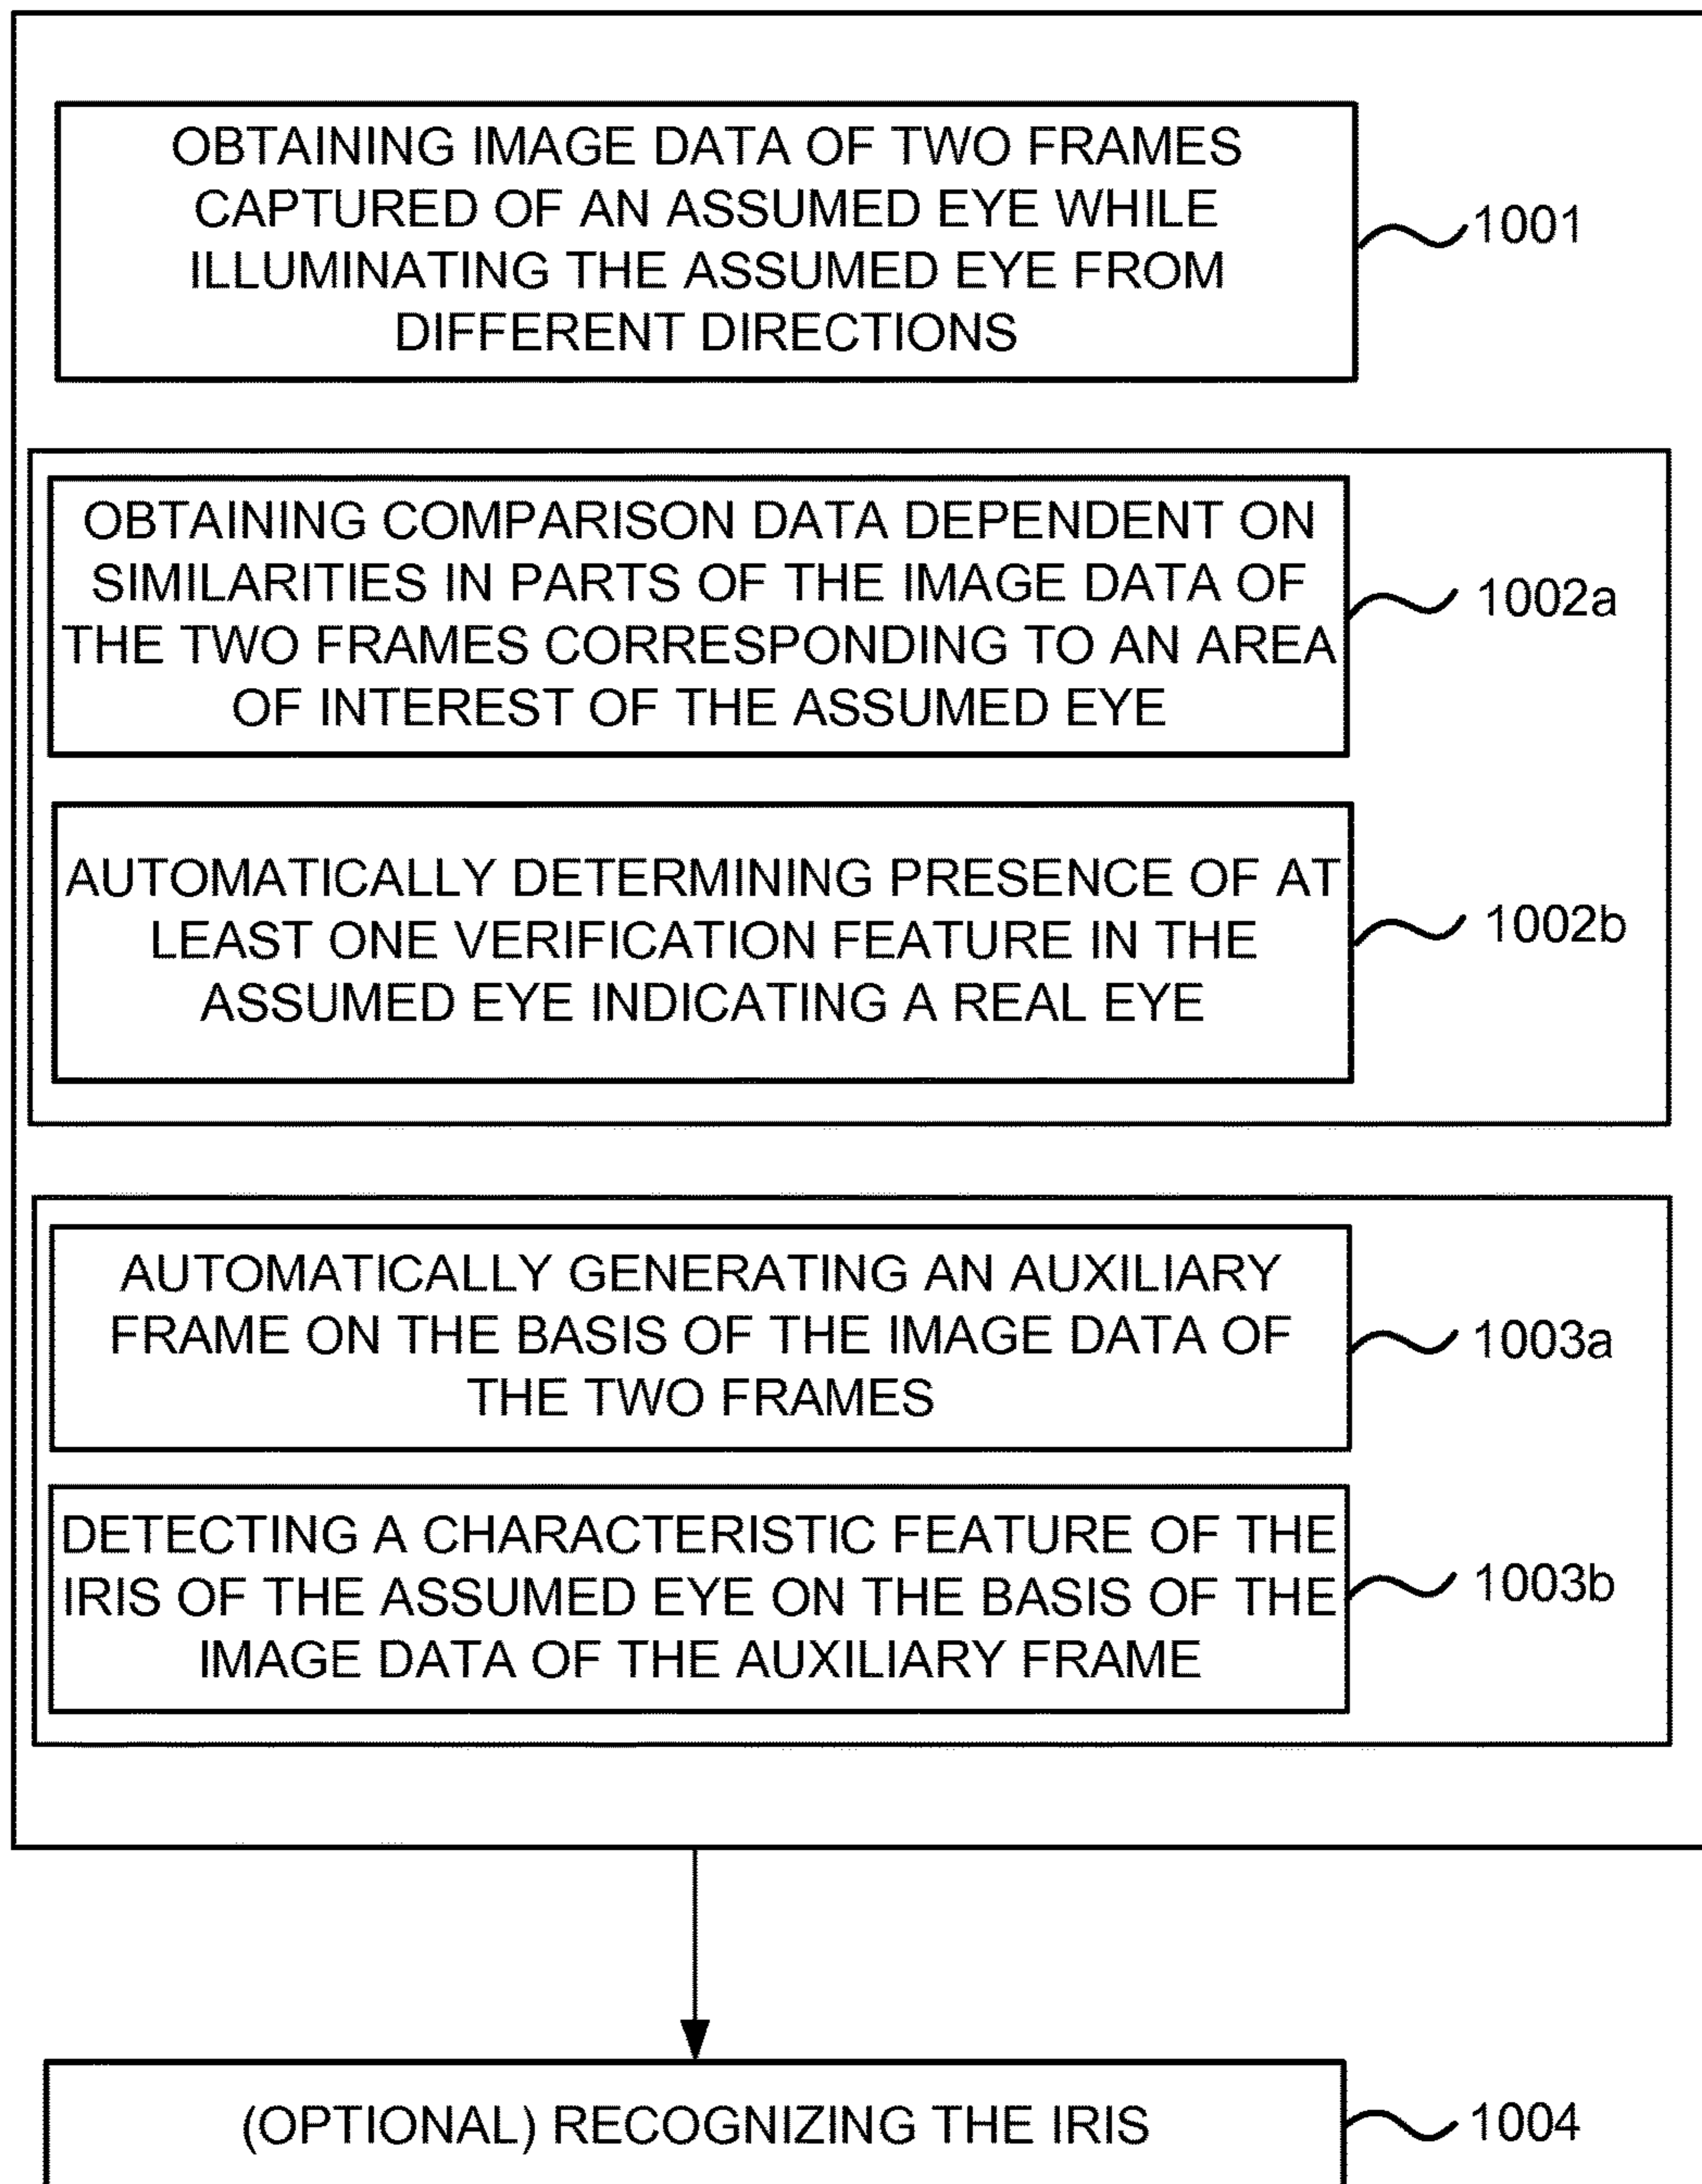 OBTAINING IMAGE DATA OF TWO FRAMES
CAPTURED OF AN ASSUMED EYE WHILE
ILLUMINATING THE ASSUMED EYE FROM
DIFFERENT DIRECTIONS
1001
OBTAINING COMPARISON DATA DEPENDENT ON
SIMILARITIES IN PARTS OF THE IMAGE DATA OF
THE TWO FRAMES CORRESPONDING TO AN AREA
OF INTEREST OF THE ASSUMED EYE
1002a
AUTOMATICALLY DETERMINING PRESENCE OF AT
LEAST ONE VERIFICATION FEATURE IN THE
ASSUMED EYE INDICATING A REAL EYE
1002b
AUTOMATICALLY GENERATING AN AUXILIARY
FRAME ON THE BASIS OF THE IMAGE DATA OF
THE TWO FRAMES
1003a
DETECTING A CHARACTERISTIC FEATURE OF THE
IRIS OF THE ASSUMED EYE ON THE BASIS OF THE
IMAGE DATA OF THE AUXILIARY FRAME
1003b
(OPTIONAL) RECOGNIZING THE IRIS
1004